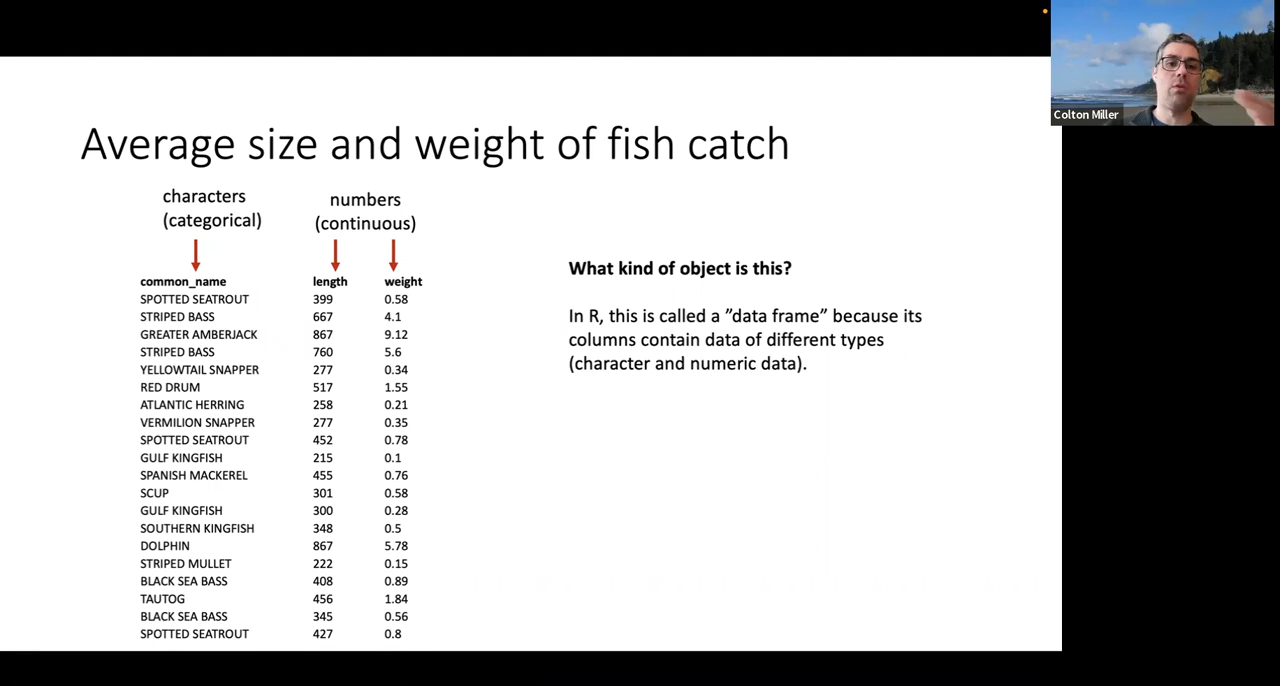 Colton Miller
Average size and weight of fish catch
characters
(categorical)
numbers
(continuous)
common_name length weight
SPOTTED SEATROUT 399 0.58
STRIPED BASS 667 4.1
GREATER AMBERJACK 867 9.12
STRIPED BASS 760 5.6
YELLOWTAIL SNAPPER 277 0.34
RED DRUM 517 1.55
ATLANTIC HERRING 258 0.21
VERMILION SNAPPER 277 0.35
SPOTTED SEATROUT 452 0.78
GULF KINGFISH 215 0.1
SPANISH MACKEREL 455 0.76
SCUP 301 0.58
GULF KINGFISH 300 0.28
SOUTHERN KINGFISH 348 0.5
DOLPHIN 867 5.78
STRIPED MULLET 222 0.15
BLACK SEA BASS 408 0.89
TAUTOG 456 1.84
BLACK SEA BASS 345 0.56
SPOTTED SEATROUT 427 0.8
What kind of object is this?
In R, this is called a ”data frame” because its
columns contain data of different types
(character and numeric data).